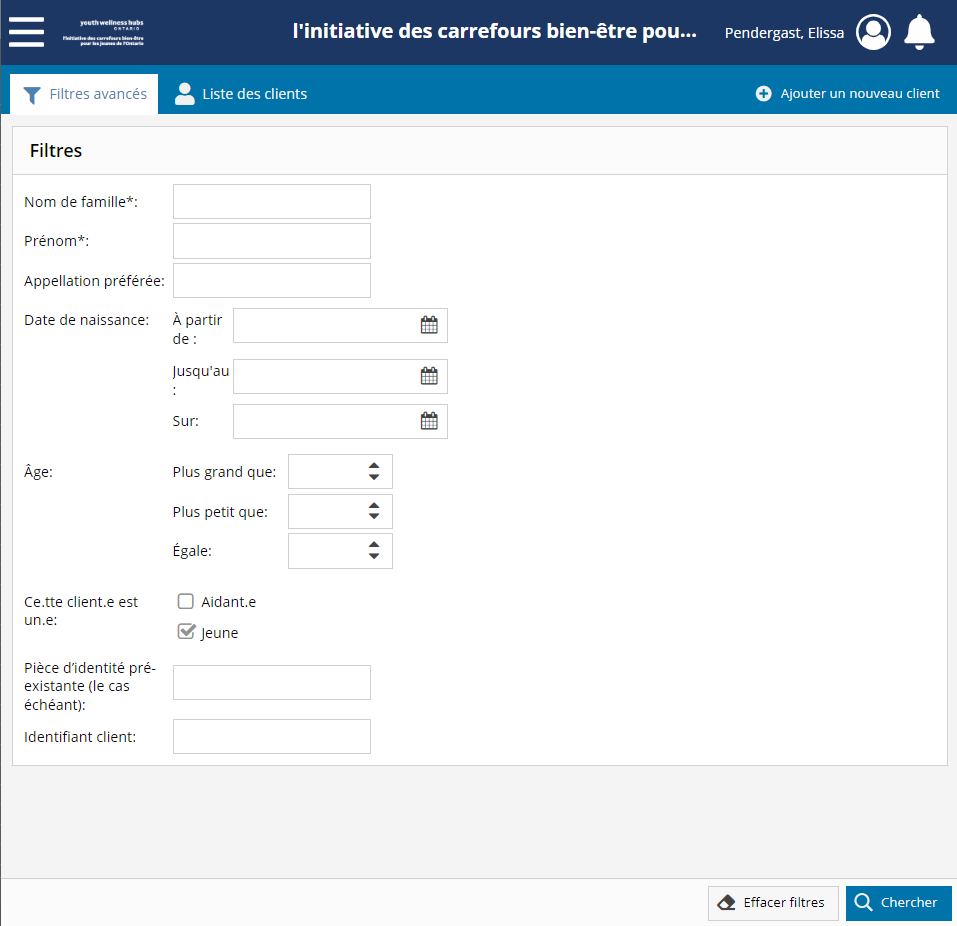 youth wellness hubs
ONTARIO
l'initiative des carrefours bien-être
pour les jeunes de l'Ontario
l'initiative des carrefours bien-être pou...
Pendergast, Elissa
Filtres avancés
Liste des clients
Ajouter un nouveau client
Filtres
Nom de famille*:
Prénom*:
Appellation préférée:
Date de naissance:
À partir
de :
Jusqu'au
:
Sur:
Âge:
Plus grand que:
Plus petit que:
Égale:
Ce.tte client.e est
un.e:
Aidant.e
Jeune
Pièce d’identité pré-
existante (le cas
échéant):
Identifiant client:
Effacer filtres
Chercher